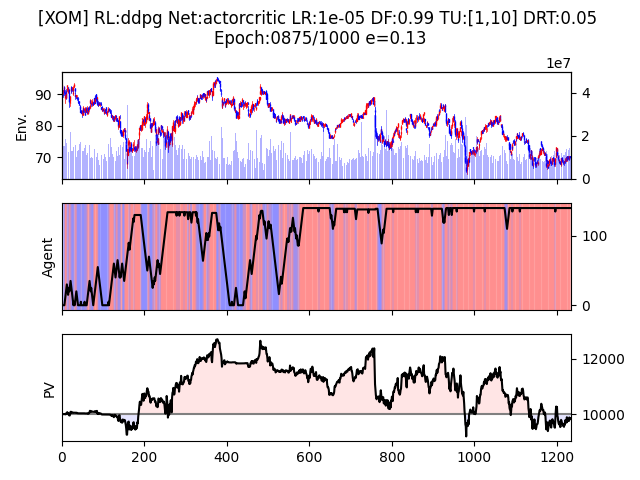 [XOM] RL:ddpg Net:actorcritic LR:1e-05 DF:0.99 TU:[1,10] DRT:0.05
Epoch:0875/1000 e=0.13
1e7
90
80
70
Env.
4
2
0
Agent
100
0
PV
12000
10000
0
200
400
600
800
1000
1200